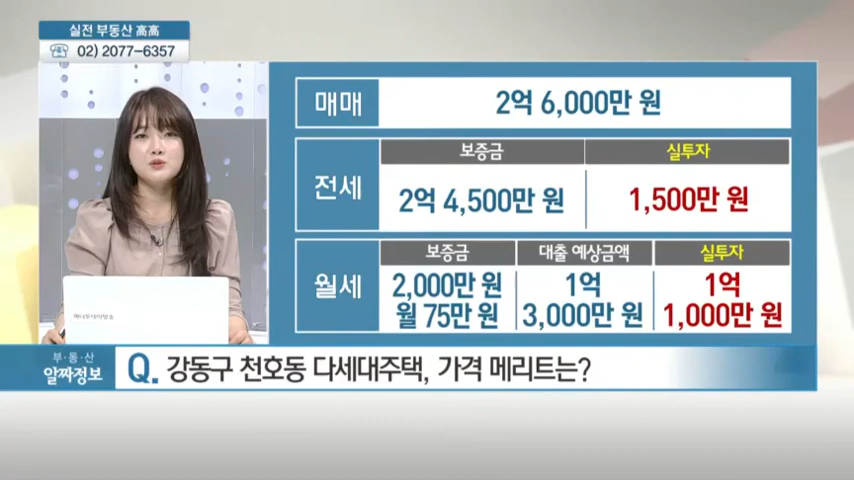 실전 부동산 高高
02) 2077-6357
매매
2억 6,000만 원
전세
보증금
실투자
2억 4,500만 원
1,500만 원
월세
보증금
대출 예상금액
실투자
2,000만 원
월 75만 원
1억
3,000만 원
1억
1,000만 원
부·동·산
알짜정보
Q. 강동구 천호동 다세대주택, 가격 메리트는?